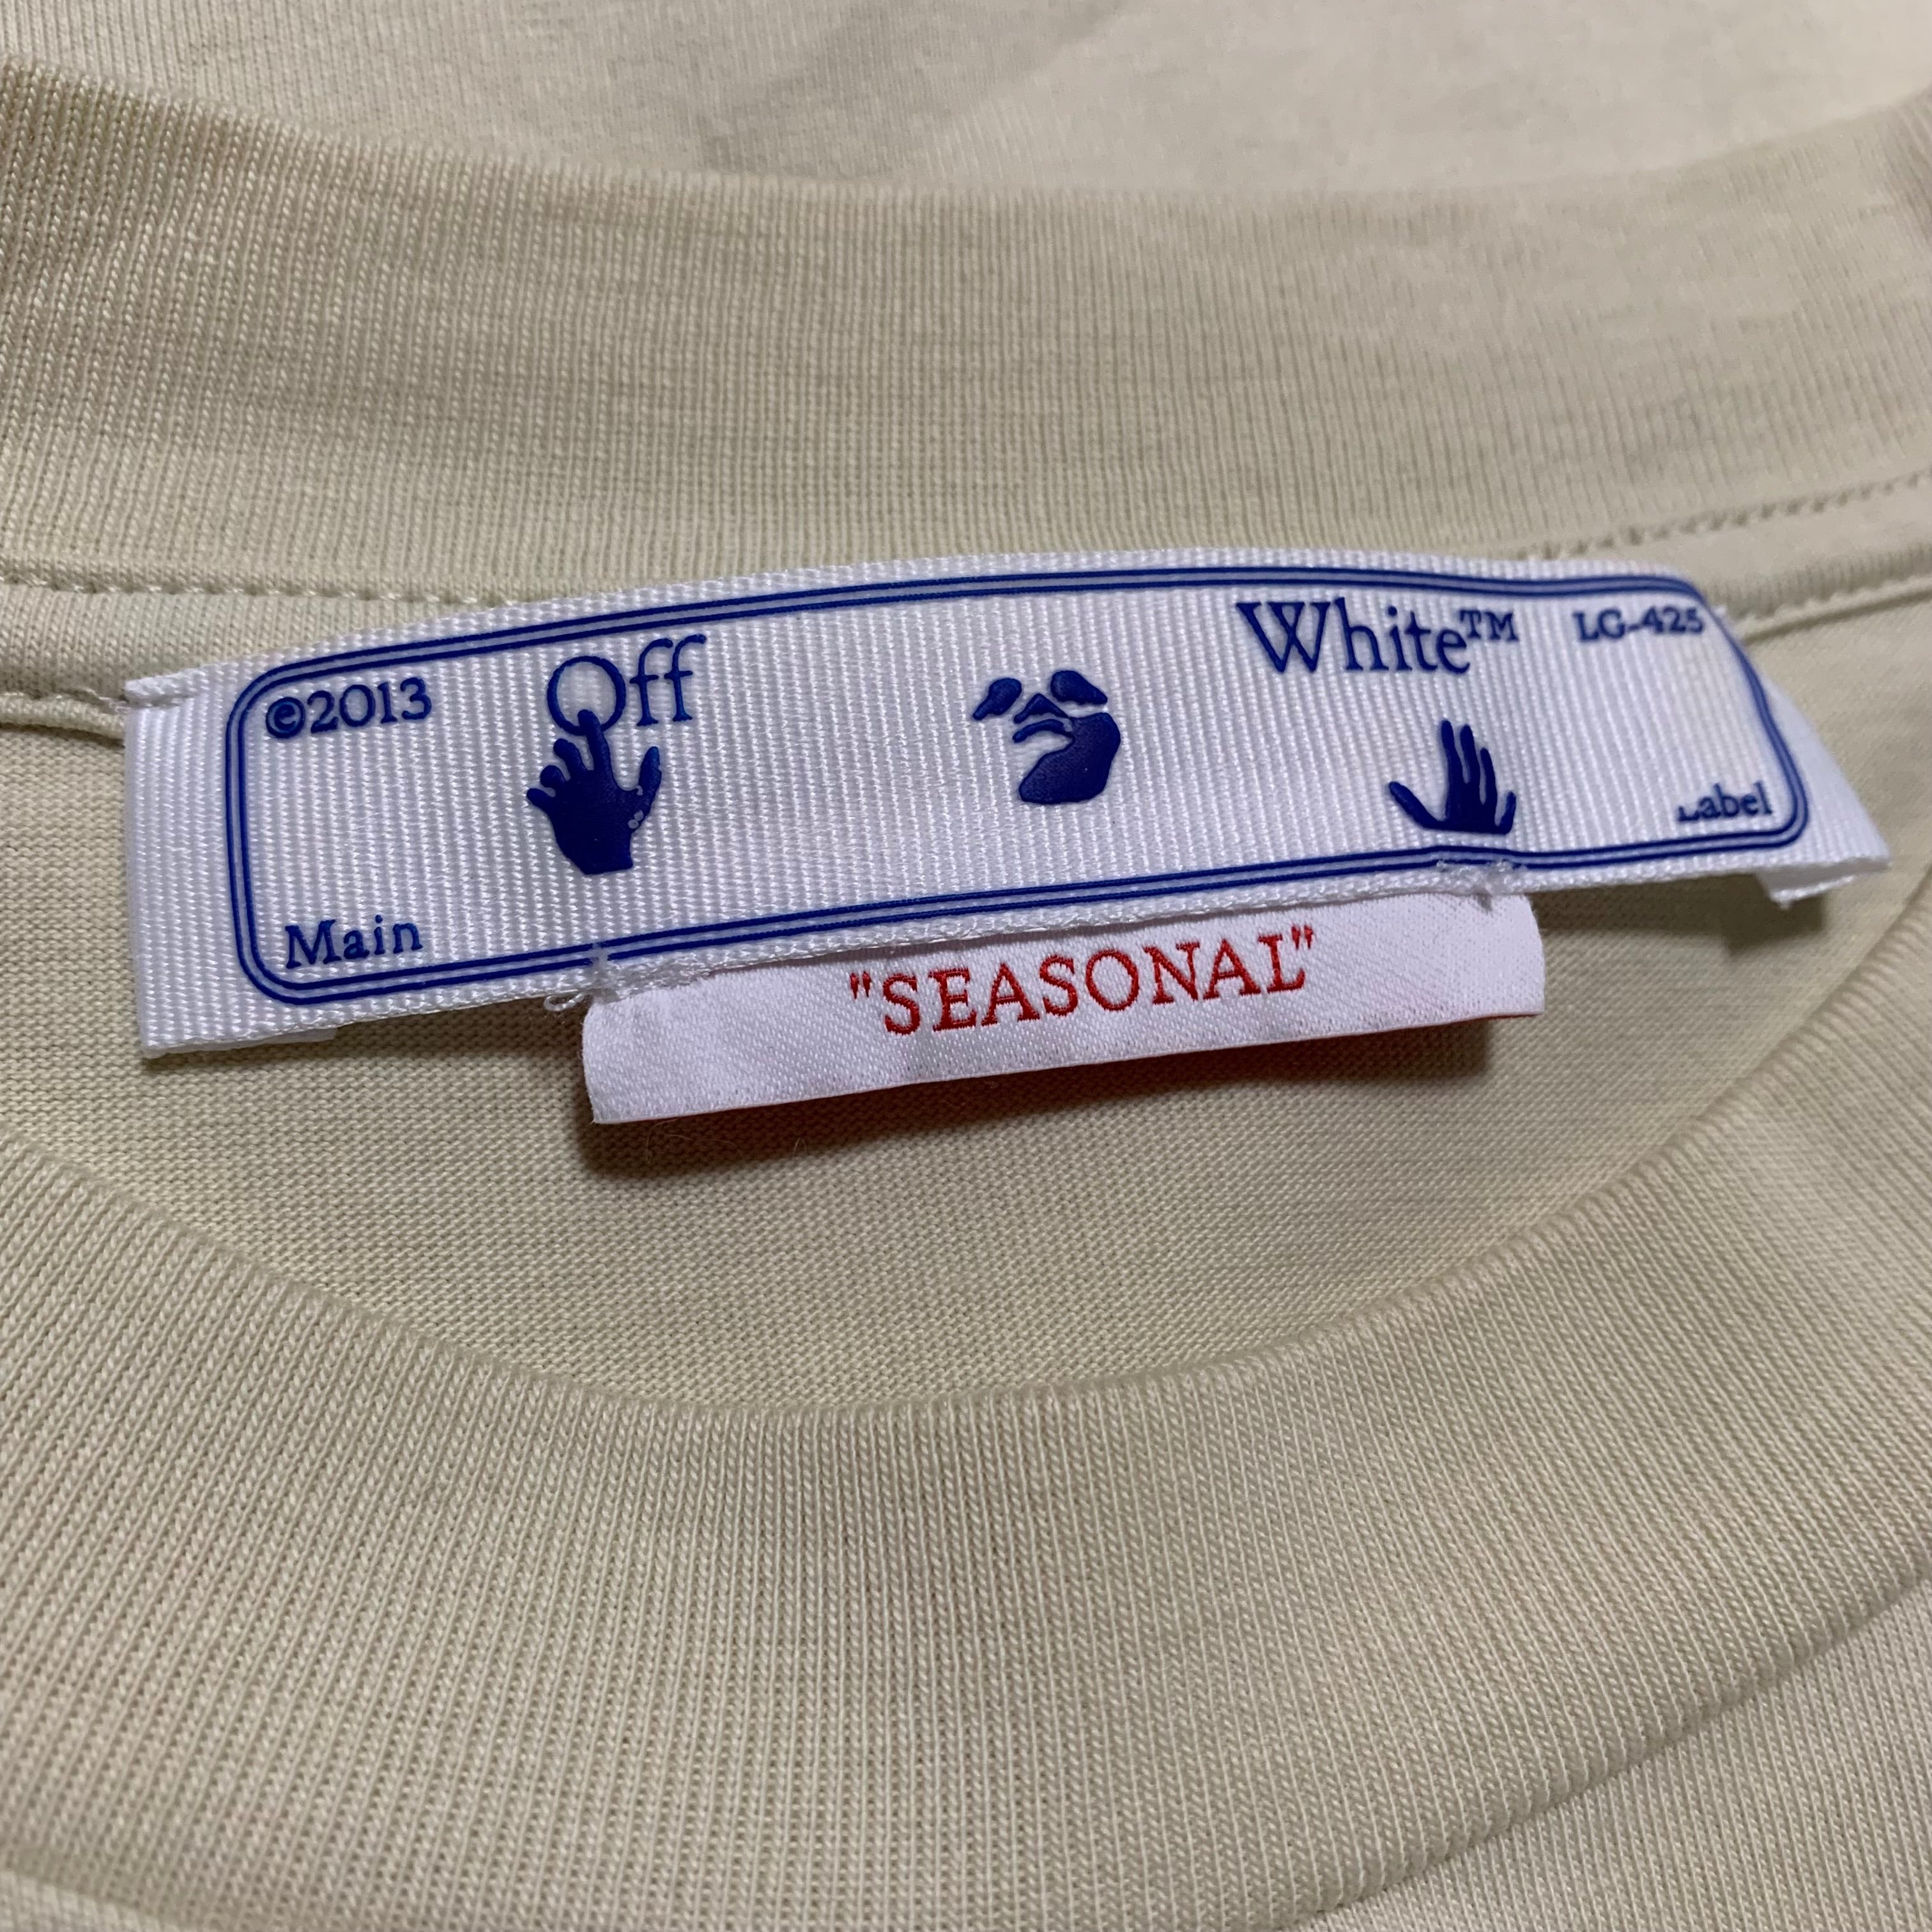 ©2013 Off White™ LG-425
Main Label
"SEASONAL"